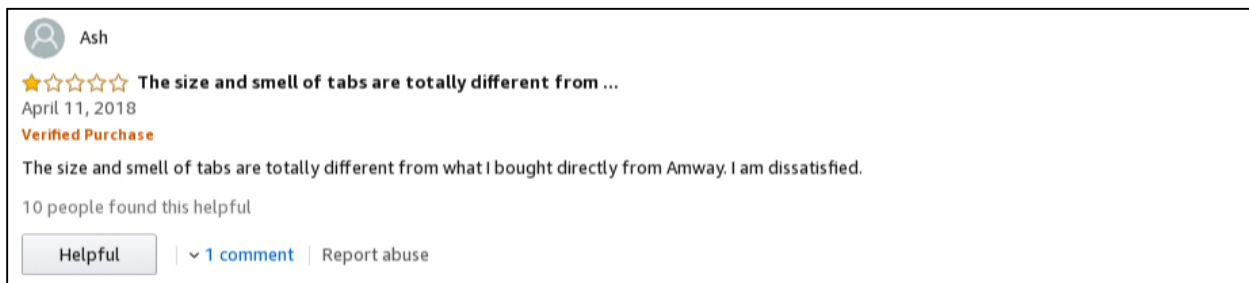 Ash
The size and smell of tabs are totally different from ...
April 11, 2018
Verified Purchase
The size and smell of tabs are totally different from what I bought directly from Amway. I am dissatisfied.
10 people found this helpful
Helpful 1 comment Report abuse